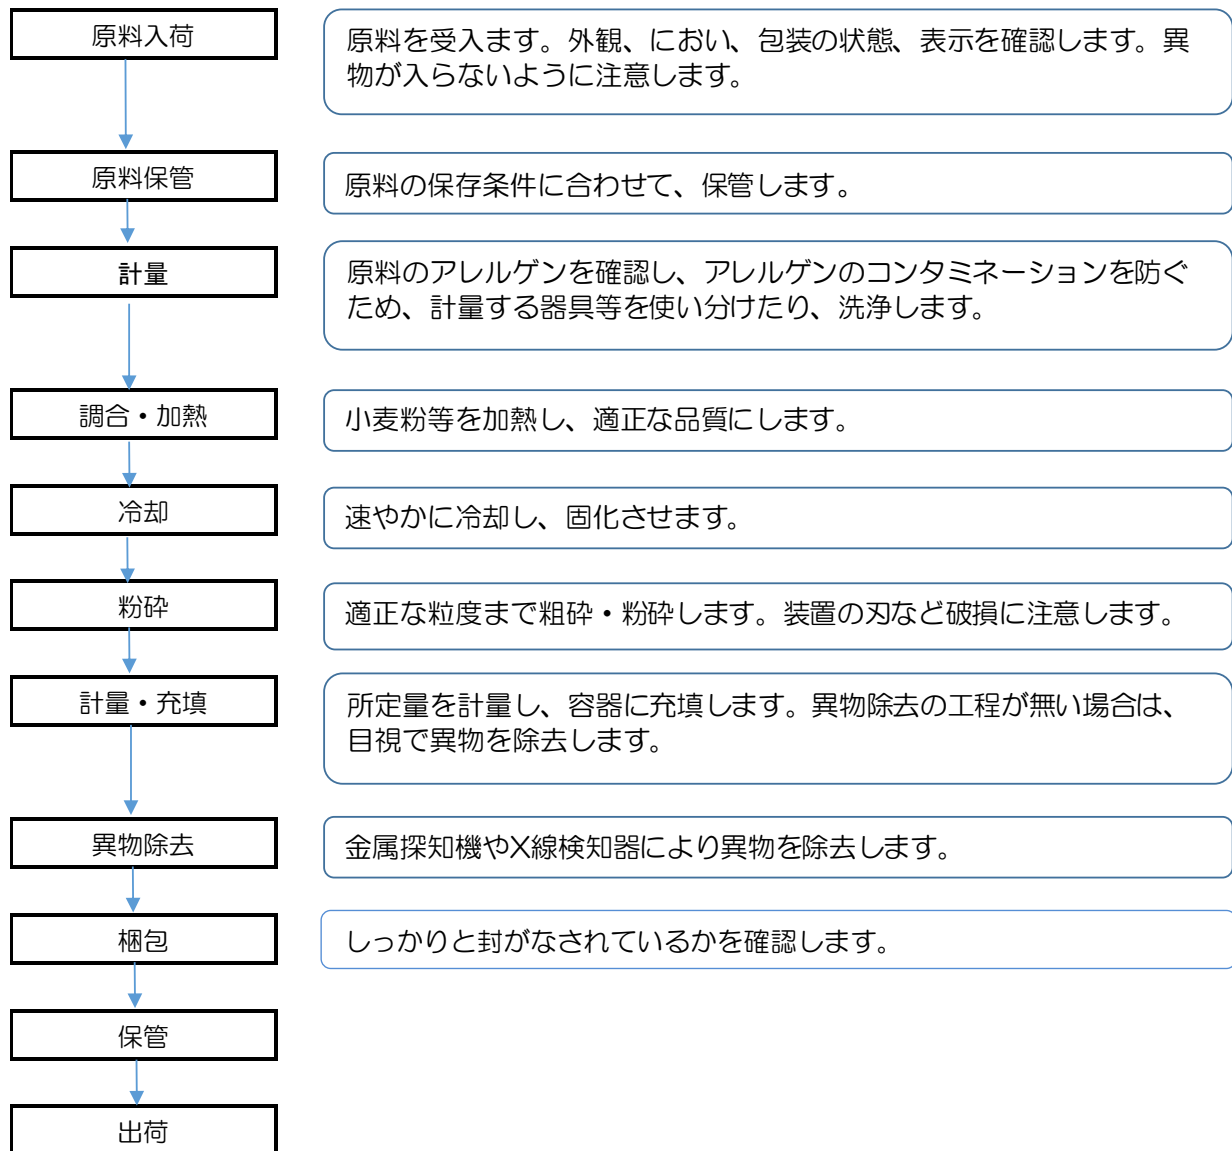 原料入荷
原料を受入ます。外観、におい、包装の状態、表示を確認します。異
物が入らないように注意します。
原料保管
原料の保存条件に合わせて、保管します。
計量
原料のアレルゲンを確認し、アレルゲンのコンタミネーションを防ぐ
ため、計量する器具等を使い分けたり、洗浄します。
調合・加熱
小麦粉等を加熱し、適正な品質にします。
冷却
速やかに冷却し、固化させます。
粉砕
適正な粒度まで粗砕・粉砕します。装置の刃など破損に注意します。
計量・充填
所定量を計量し、容器に充填します。異物除去の工程が無い場合は、
目視で異物を除去します。
異物除去
金属探知機やX線検知器により異物を除去します。
梱包
しっかりと封がなされているかを確認します。
保管
出荷